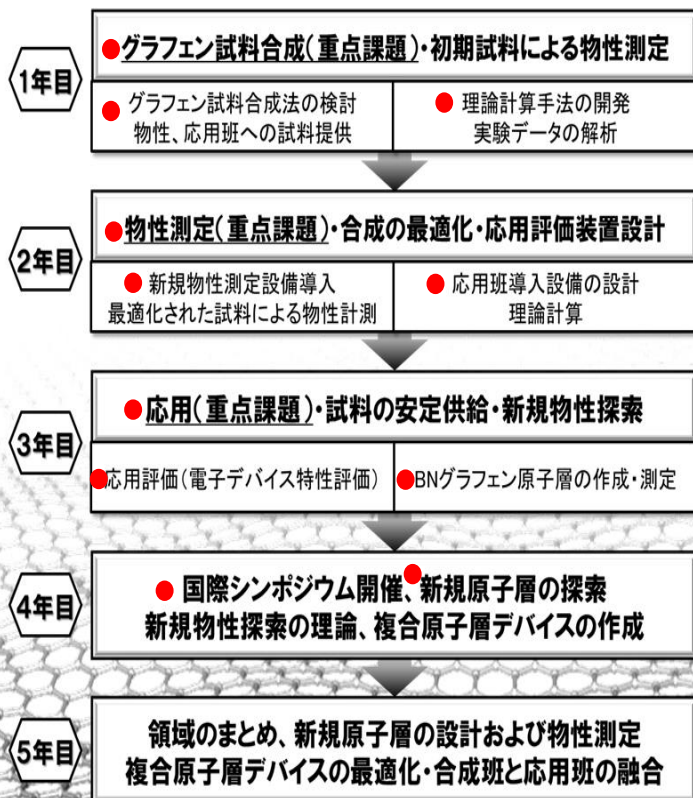 1年目
●グラフェン試料合成(重点課題)・初期試料による物性測定
●グラフェン試料合成法の検討
物性、応用班への試料提供
●理論計算手法の開発
実験データの解析
2年目
●物性測定(重点課題)・合成の最適化・応用評価装置設計
●新規物性測定設備導入
最適化された試料による物性計測
●応用班導入設備の設計
理論計算
3年目
●応用(重点課題)・試料の安定供給・新規物性探索
●応用評価(電子デバイス特性評価)
●BNグラフェン原子層の作成・測定
4年目
●国際シンポジウム開催、●新規原子層の探索
新規物性探索の理論、複合原子層デバイスの作成
5年目
領域のまとめ、新規原子層の設計および物性測定
複合原子層デバイスの最適化・合成班と応用班の融合